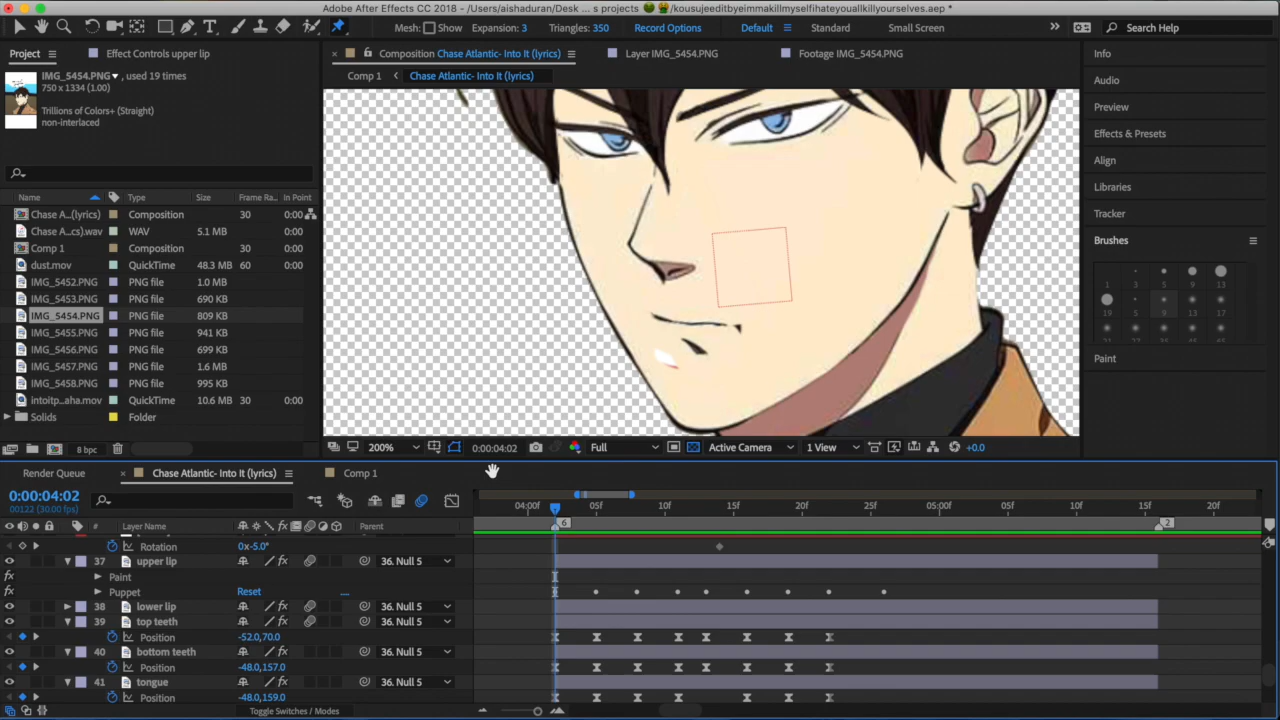 Adobe After Effects CC 2018 - /Users/aishaduran/Desk ... s projects 🐸🍄/kousujeeditbyeimmakillmyselfihateyouallkillyourselves.aep *
Mesh: Show Expansion: 3 Triangles: 350 Record Options Default Standard Small Screen Search Help
Project Effect Controls upper lip
IMG_5454.PNG , used 19 times
750 x 1334 (1.00)
Trillions of Colors+ (Straight)
non-interlaced
Name Type Size Frame Ra... In Point
Chase A...(lyrics) Composition 30 0:00
Chase A...cs).wav WAV 5.1 MB 0:00
Comp 1 Composition 30 0:00
dust.mov QuickTime 48.3 MB 60 0:00
IMG_5452.PNG PNG file 1.0 MB
IMG_5453.PNG PNG file 690 KB
IMG_5454.PNG PNG file 809 KB
IMG_5455.PNG PNG file 941 KB
IMG_5456.PNG PNG file 699 KB
IMG_5457.PNG PNG file 1.6 MB
IMG_5458.PNG PNG file 995 KB
intoitp...aha.mov QuickTime 10.6 MB 30 0:00
Solids Folder
8 bpc
Composition Chase Atlantic- Into It (lyrics) Layer IMG_5454.PNG Footage IMG_5454.PNG
Comp 1 Chase Atlantic- Into It (lyrics)
200% 0:00:04:02 Full Active Camera 1 View +0.0
Info
Audio
Preview
Effects & Presets
Align
Libraries
Tracker
Brushes
1 3 5 9 13
19 5 9 13
Paint
Render Queue Chase Atlantic- Into It (lyrics) Comp 1
0:00:04:02
00122 (30.00 fps)
04:00f 05f 10f 15f 20f 25f 05:00f 05f 10f 15f 20f
6 2
# Layer Name Parent
Rotation 0x-5.0°
37 upper lip 36. Null 5
Paint
Puppet Reset ...
38 lower lip 36. Null 5
39 top teeth 36. Null 5
Position -52.0,70.0
40 bottom teeth 36. Null 5
Position -48.0,157.0
41 tongue 36. Null 5
Position -48.0,159.0
Toggle Switches / Modes